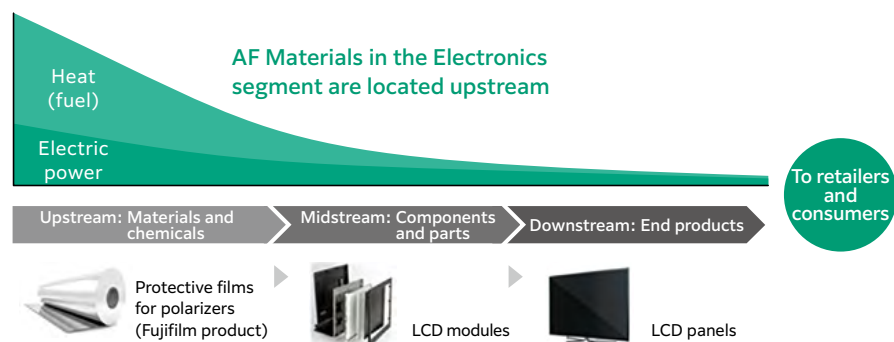 AF Materials in the Electronics
segment are located upstream
Heat
(fuel)
Electric
power
To retailers
and
consumers
Upstream: Materials and
chemicals
Midstream: Components
and parts
Downstream: End products
Protective films
for polarizers
(Fujifilm product)
LCD modules
LCD panels